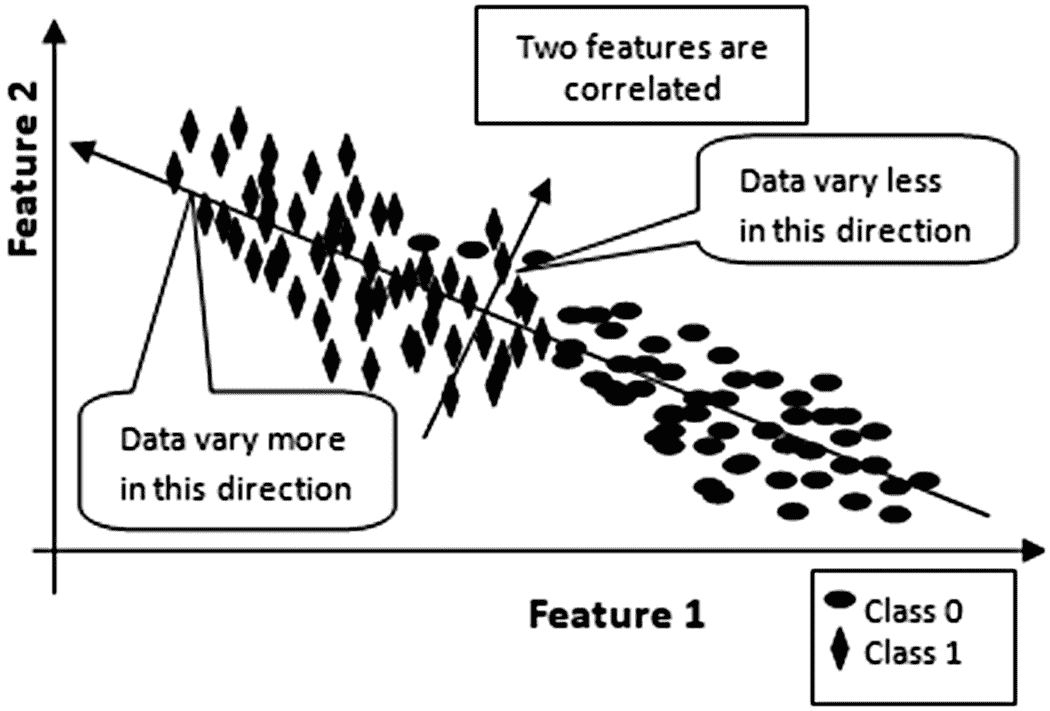 Two features are
correlated
Feature 2
Data vary less
in this direction
Data vary more
in this direction
Feature 1
Class 0
Class 1